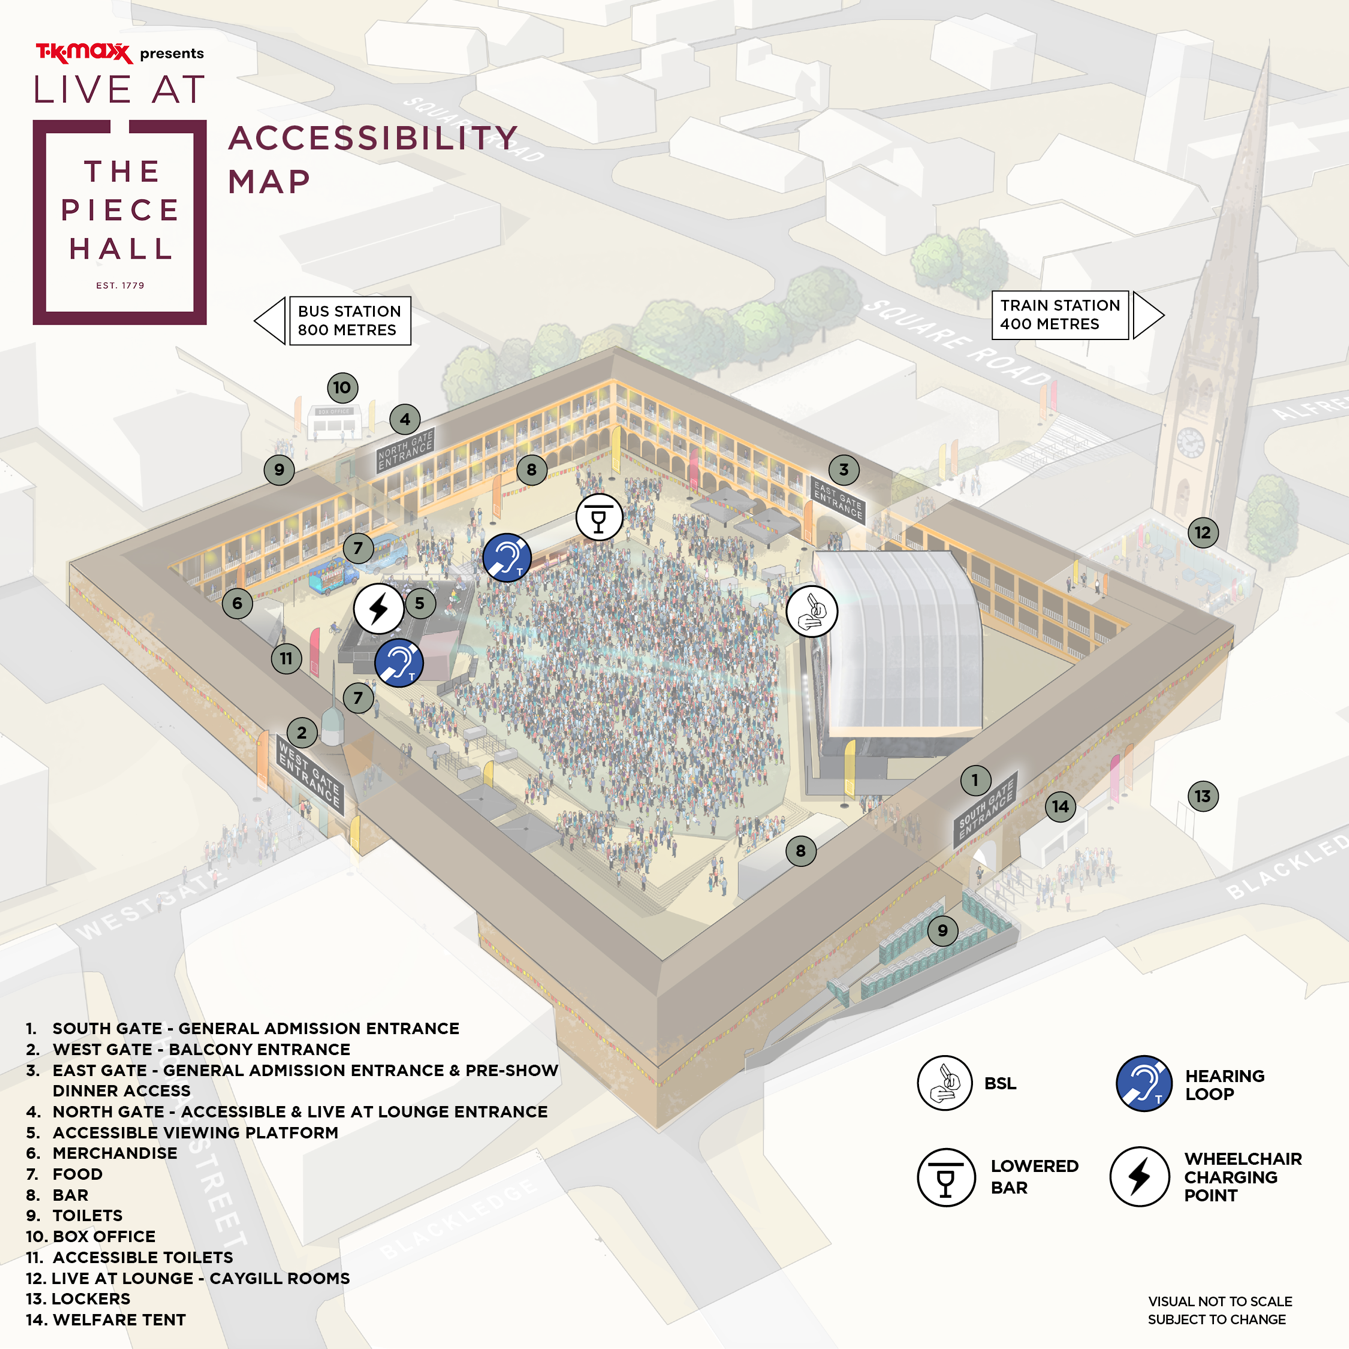 T·K·maxx presents
LIVE AT
THE
PIECE
HALL
EST. 1779
ACCESSIBILITY
MAP
SQUARE ROAD
BUS STATION
800 METRES
TRAIN STATION
400 METRES
SQUARE ROAD
10
BOX OFFICE
4
NORTH GATE
ENTRANCE
9
8
3
EAST GATE
ENTRANCE
12
7
T
6
5
11
T
7
2
WEST GATE
ENTRANCE
1
SOUTH GATE
ENTRANCE
14
13
8
9
WESTGATE
BLACKLED
1. SOUTH GATE - GENERAL ADMISSION ENTRANCE
2. WEST GATE - BALCONY ENTRANCE
3. EAST GATE - GENERAL ADMISSION ENTRANCE & PRE-SHOW
DINNER ACCESS
4. NORTH GATE - ACCESSIBLE & LIVE AT LOUNGE ENTRANCE
5. ACCESSIBLE VIEWING PLATFORM
6. MERCHANDISE
7. FOOD
8. BAR
9. TOILETS
10. BOX OFFICE
11. ACCESSIBLE TOILETS
12. LIVE AT LOUNGE - CAYGILL ROOMS
13. LOCKERS
14. WELFARE TENT
STREET
BLACKLEDGE
BSL
T
HEARING
LOOP
LOWERED
BAR
WHEELCHAIR
CHARGING
POINT
VISUAL NOT TO SCALE
SUBJECT TO CHANGE